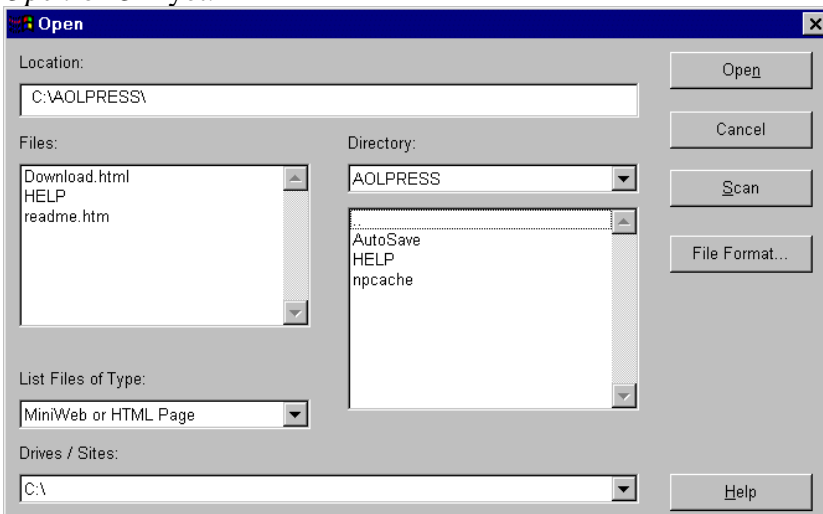 Open
Location:
Open
C:\AOLPRESS\
Cancel
Files:
Directory:
Download.html
HELP
readme.htm
AOLPRESS
Scan
..
AutoSave
HELP
npcache
File Format...
List Files of Type:
MiniWeb or HTML Page
Drives / Sites:
C:\
Help